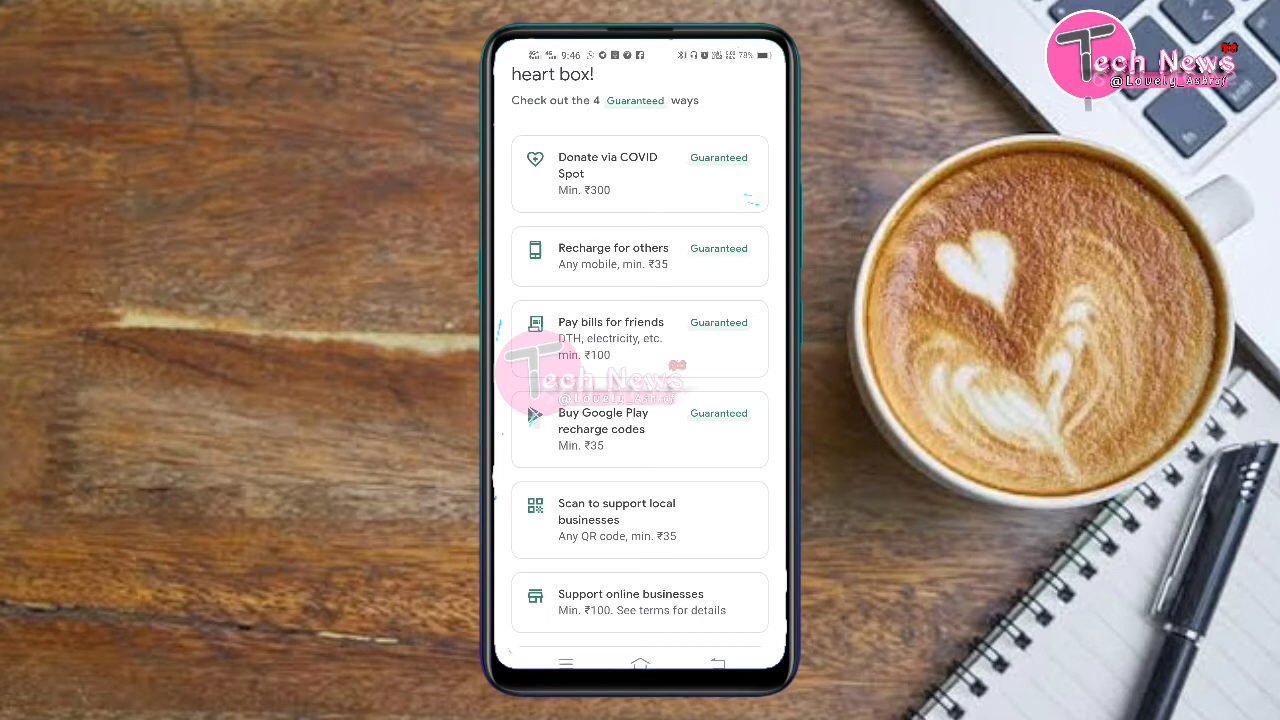 Tech News
@Lovely_Ashraf
9:46
78%
heart box!
Check out the 4 Guaranteed ways
Donate via COVID Guaranteed
Spot
Min. ₹300
Recharge for others Guaranteed
Any mobile, min. ₹35
Pay bills for friends Guaranteed
DTH, electricity, etc.
min. ₹100
Tech News
@Lovely_Ashraf
Buy Google Play Guaranteed
recharge codes
Min. ₹35
Scan to support local
businesses
Any QR code, min. ₹35
Support online businesses
Min. ₹100. See terms for details